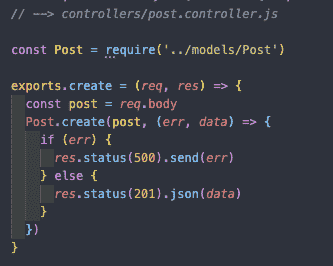 // --> controllers/post.controller.js
const Post = require('../models/Post')
exports.create = (req, res) => {
const post = req.body
Post.create(post, (err, data) => {
if (err) {
res.status(500).send(err)
} else {
res.status(201).json(data)
}
})
}